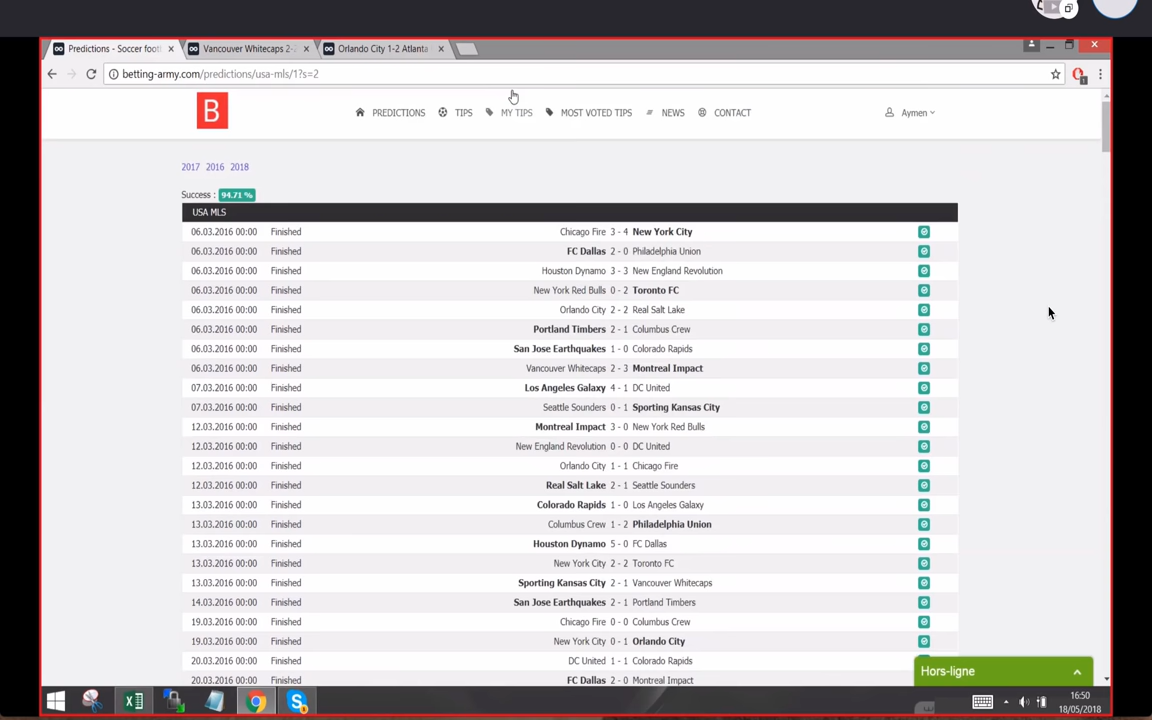 Predictions - Soccer foot
Vancouver Whitecaps 2-
Orlando City 1-2 Atlanta
betting-army.com/predictions/usa-mls/1?s=2
B
PREDICTIONS TIPS MY TIPS MOST VOTED TIPS NEWS CONTACT Aymen
2017 2016 2018
Success : 94.71 %
USA MLS
06.03.2016 00:00 Finished Chicago Fire 3 - 4 New York City
06.03.2016 00:00 Finished FC Dallas 2 - 0 Philadelphia Union
06.03.2016 00:00 Finished Houston Dynamo 3 - 3 New England Revolution
06.03.2016 00:00 Finished New York Red Bulls 0 - 2 Toronto FC
06.03.2016 00:00 Finished Orlando City 2 - 2 Real Salt Lake
06.03.2016 00:00 Finished Portland Timbers 2 - 1 Columbus Crew
06.03.2016 00:00 Finished San Jose Earthquakes 1 - 0 Colorado Rapids
06.03.2016 00:00 Finished Vancouver Whitecaps 2 - 3 Montreal Impact
07.03.2016 00:00 Finished Los Angeles Galaxy 4 - 1 DC United
07.03.2016 00:00 Finished Seattle Sounders 0 - 1 Sporting Kansas City
12.03.2016 00:00 Finished Montreal Impact 3 - 0 New York Red Bulls
12.03.2016 00:00 Finished New England Revolution 0 - 0 DC United
12.03.2016 00:00 Finished Orlando City 1 - 1 Chicago Fire
12.03.2016 00:00 Finished Real Salt Lake 2 - 1 Seattle Sounders
13.03.2016 00:00 Finished Colorado Rapids 1 - 0 Los Angeles Galaxy
13.03.2016 00:00 Finished Columbus Crew 1 - 2 Philadelphia Union
13.03.2016 00:00 Finished Houston Dynamo 5 - 0 FC Dallas
13.03.2016 00:00 Finished New York City 2 - 2 Toronto FC
13.03.2016 00:00 Finished Sporting Kansas City 2 - 1 Vancouver Whitecaps
14.03.2016 00:00 Finished San Jose Earthquakes 2 - 1 Portland Timbers
19.03.2016 00:00 Finished Chicago Fire 0 - 0 Columbus Crew
19.03.2016 00:00 Finished New York City 0 - 1 Orlando City
20.03.2016 00:00 Finished DC United 1 - 1 Colorado Rapids
20.03.2016 00:00 Finished FC Dallas 2 - 0 Montreal Impact
Hors-ligne
16:50
18/05/2018